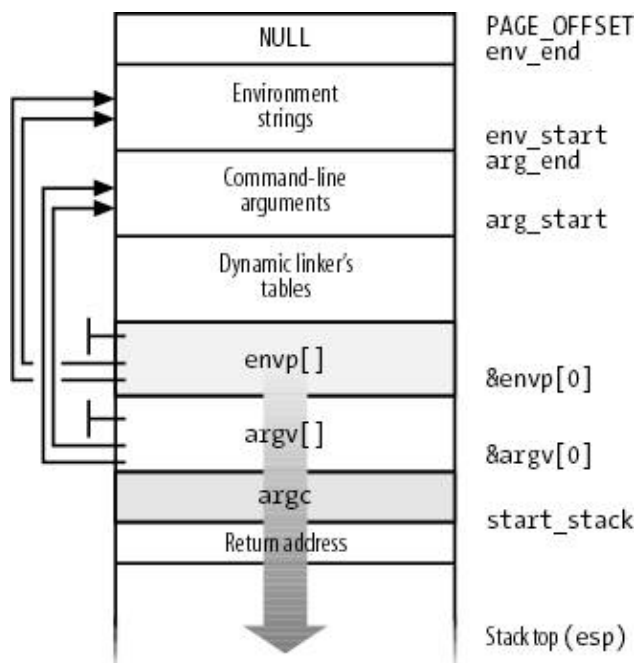 NULL
PAGE_OFFSET
env_end
Environment
strings
env_start
arg_end
Command-line
arguments
arg_start
Dynamic linker's
tables
envp[]
&envp[0]
argv[]
&argv[0]
argc
start_stack
Return address
Stack top (esp)